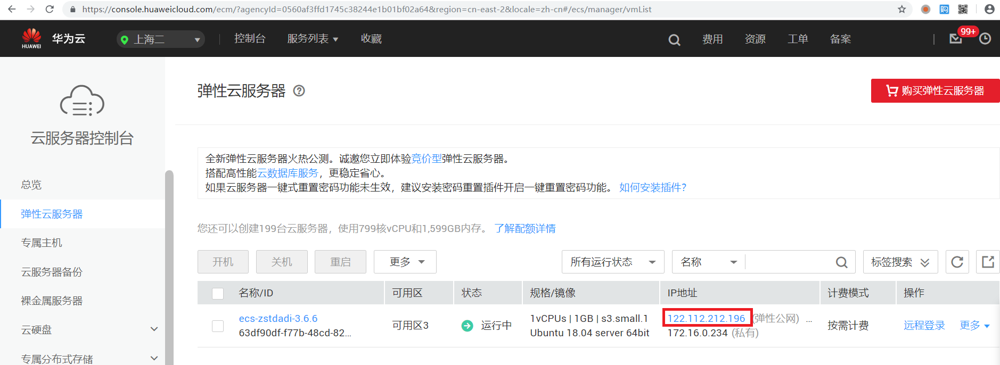 https://console.huaweicloud.com/ecm/?agencyId=0560af3ffd1745c38244e1b01bf02a64&region=cn-east-2&locale=zh-cn#/ecs/manager/vmList
HUAWEI
华为云
上海二
控制台
服务列表
收藏
费用
资源
工单
备案
99+
云服务器控制台
总览
弹性云服务器
专属主机
云服务器备份
裸金属服务器
云硬盘
专属分布式存储
弹性云服务器
购买弹性云服务器
全新弹性云服务器火热公测。诚邀您立即体验竞价型弹性云服务器。
搭配高性能云数据库服务，更稳定省心。
如果云服务器一键式重置密码功能未生效，建议安装密码重置插件开启一键重置密码功能。 如何安装插件?
您还可以创建199台云服务器，使用799核vCPU和1,599GB内存。 了解配额详情
开机
关机
重启
更多
所有运行状态
名称
标签搜索
名称/ID
可用区
状态
规格/镜像
IP地址
计费模式
操作
ecs-zstdadi-3.6.6
63df90df-f77b-48cd-82...
可用区3
运行中
1vCPUs | 1GB | s3.small.1
Ubuntu 18.04 server 64bit
122.112.212.196 (弹性公网) ...
172.16.0.234 (私有)
按需计费
远程登录
更多